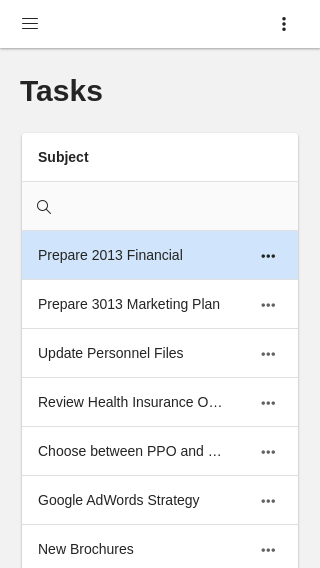 Tasks
Subject
Prepare 2013 Financial
Prepare 3013 Marketing Plan
Update Personnel Files
Review Health Insurance O…
Choose between PPO and …
Google AdWords Strategy
New Brochures